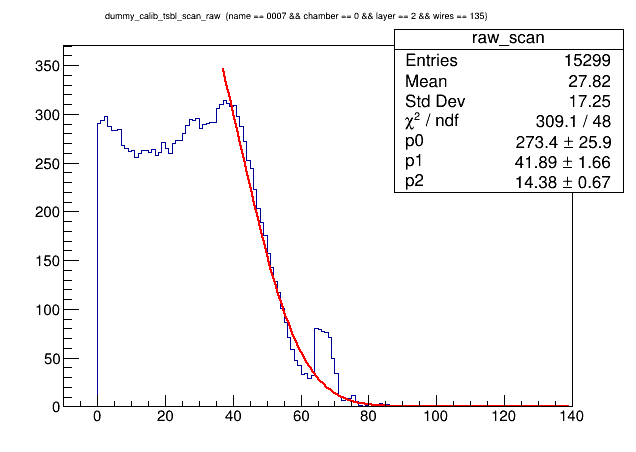 dummy_calib_tsbl_scan_raw (name == 0007 && chamber == 0 && layer == 2 && wires == 135)
raw_scan
Entries 15299
Mean 27.82
Std Dev 17.25
χ² / ndf 309.1 / 48
p0 273.4 ± 25.9
p1 41.89 ± 1.66
p2 14.38 ± 0.67
350
300
250
200
150
100
50
0
0 20 40 60 80 100 120 140